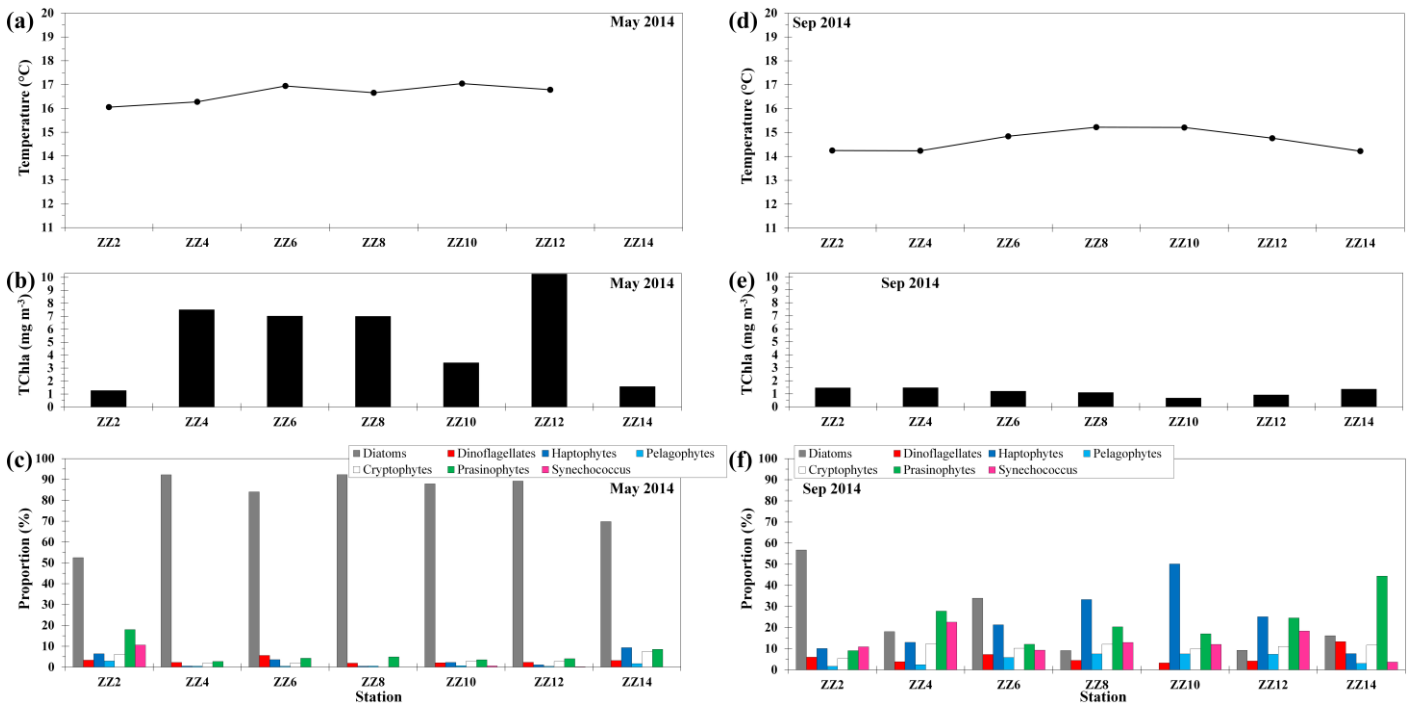 (a)
May 2014
Temperature (°C)
20
19
18
17
16
15
14
13
12
11
ZZ2 ZZ4 ZZ6 ZZ8 ZZ10 ZZ12 ZZ14
(b)
May 2014
TChla (mg m-3)
10
9
8
7
6
5
4
3
2
1
0
ZZ2 ZZ4 ZZ6 ZZ8 ZZ10 ZZ12 ZZ14
(c)
Diatoms Dinoflagellates Haptophytes Pelagophytes
Cryptophytes Prasinophytes Synechococcus
May 2014
Proportion (%)
100
90
80
70
60
50
40
30
20
10
0
ZZ2 ZZ4 ZZ6 ZZ8 ZZ10 ZZ12 ZZ14
Station
(d)
Sep 2014
Temperature (°C)
20
19
18
17
16
15
14
13
12
11
ZZ2 ZZ4 ZZ6 ZZ8 ZZ10 ZZ12 ZZ14
(e)
Sep 2014
TChla (mg m-3)
10
9
8
7
6
5
4
3
2
1
0
ZZ2 ZZ4 ZZ6 ZZ8 ZZ10 ZZ12 ZZ14
(f)
Diatoms Dinoflagellates Haptophytes Pelagophytes
Cryptophytes Prasinophytes Synechococcus
Sep 2014
Proportion (%)
100
90
80
70
60
50
40
30
20
10
0
ZZ2 ZZ4 ZZ6 ZZ8 ZZ10 ZZ12 ZZ14
Station